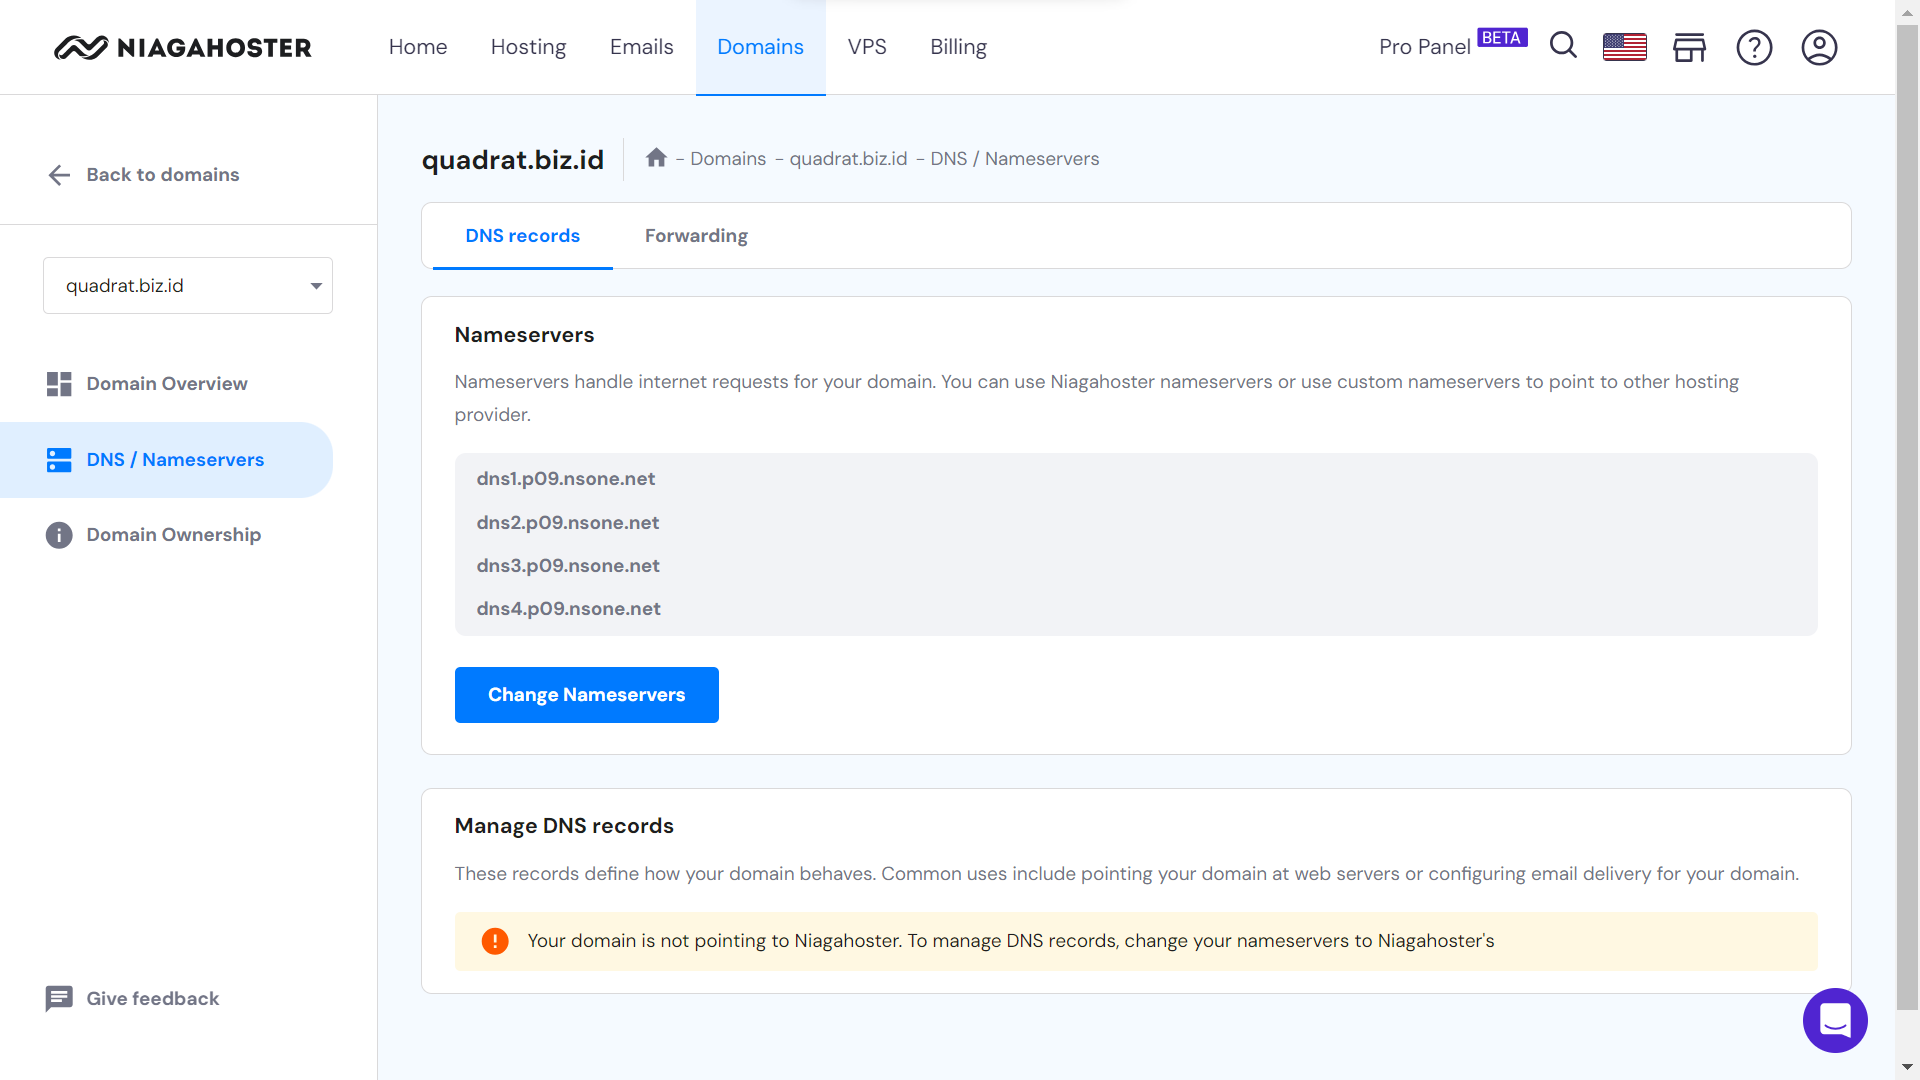 NIAGAHOSTER
Home Hosting Emails Domains VPS Billing
Pro Panel BETA
Back to domains
quadrat.biz.id
Domain Overview
DNS / Nameservers
Domain Ownership
Give feedback
quadrat.biz.id
- Domains - quadrat.biz.id - DNS / Nameservers
DNS records Forwarding
Nameservers
Nameservers handle internet requests for your domain. You can use Niagahoster nameservers or use custom nameservers to point to other hosting
provider.
dns1.p09.nsone.net
dns2.p09.nsone.net
dns3.p09.nsone.net
dns4.p09.nsone.net
Change Nameservers
Manage DNS records
These records define how your domain behaves. Common uses include pointing your domain at web servers or configuring email delivery for your domain.
Your domain is not pointing to Niagahoster. To manage DNS records, change your nameservers to Niagahoster's